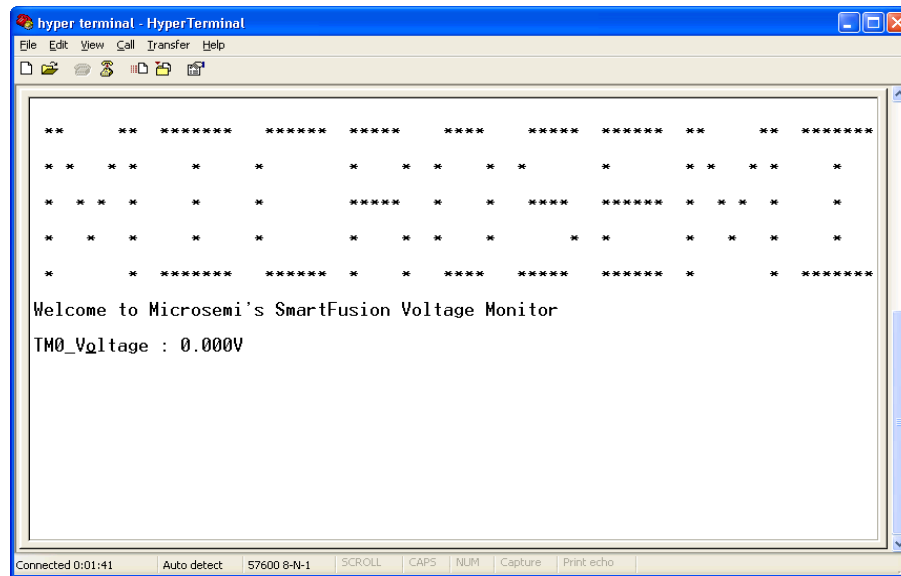 hyper terminal - HyperTerminal
File Edit View Call Transfer Help
** ** ******* ****** ***** **** ***** ****** ** ** *******
* * * * * * * * * * * * * * * * *
* * * * * * ***** * * **** ****** * * * * *
* * * * * * * * * * * * * * *
* * ******* ****** * * **** ***** ****** * * *******
Welcome to Microsemi's SmartFusion Voltage Monitor
TM0_Voltage : 0.000V
Connected 0:01:41 Auto detect 57600 8-N-1 SCROLL CAPS NUM Capture Print echo